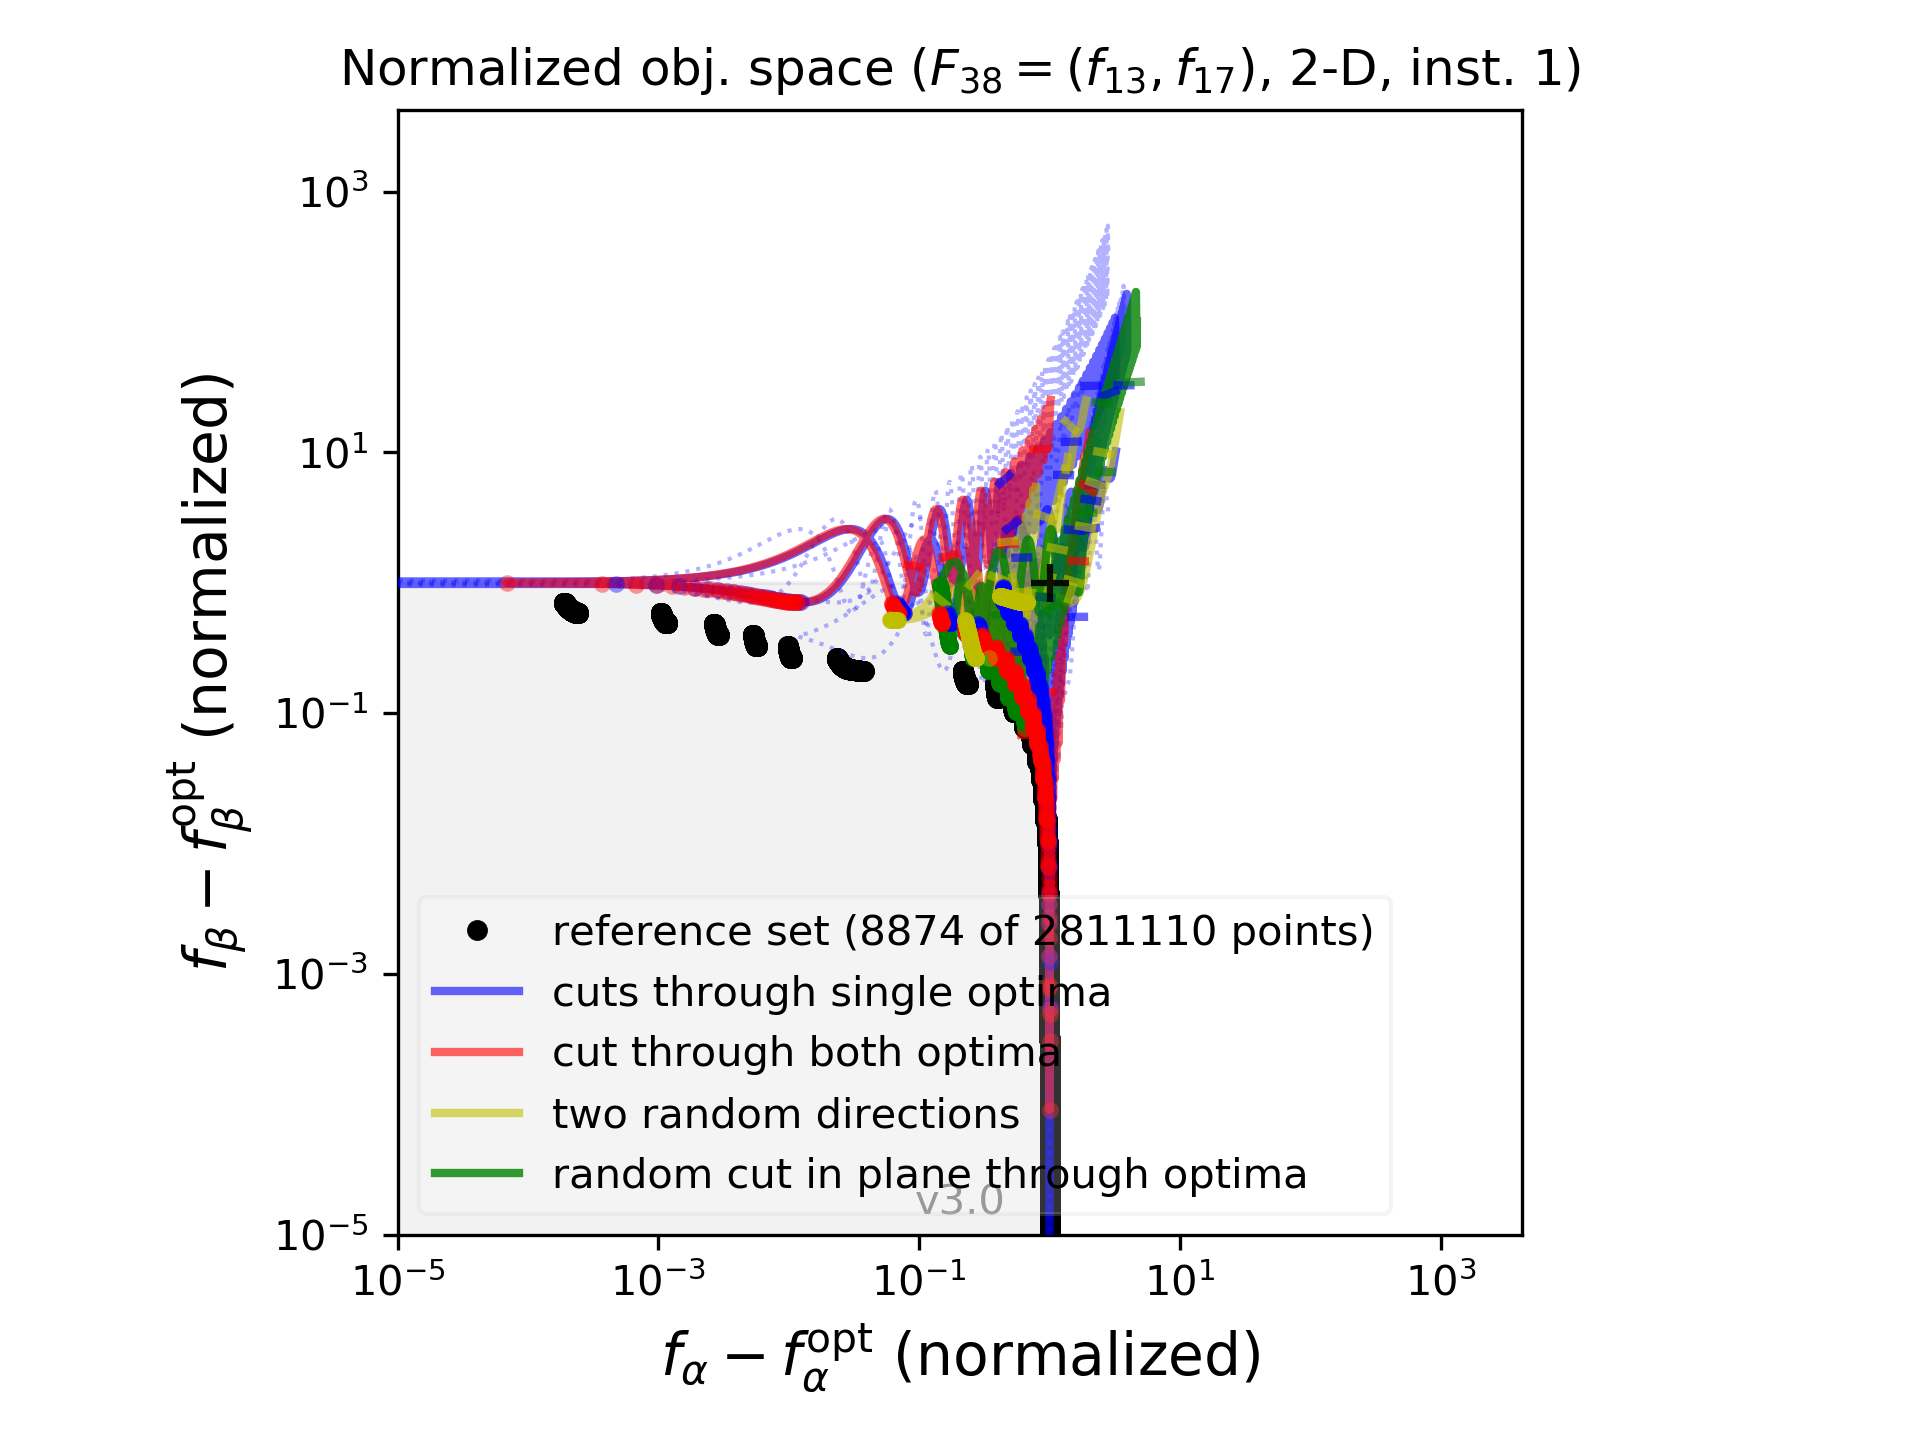 Normalized obj. space (F₃₈ = (f₁₃, f₁₇), 2-D, inst. 1)
10³
10¹
10⁻¹
10⁻³
10⁻⁵
f_β − f_β^opt (normalized)
reference set (8874 of 2811110 points)
cuts through single optima
cut through both optima
two random directions
random cut in plane through optima
v3.0
10⁻⁵ 10⁻³ 10⁻¹ 10¹ 10³
f_α − f_α^opt (normalized)